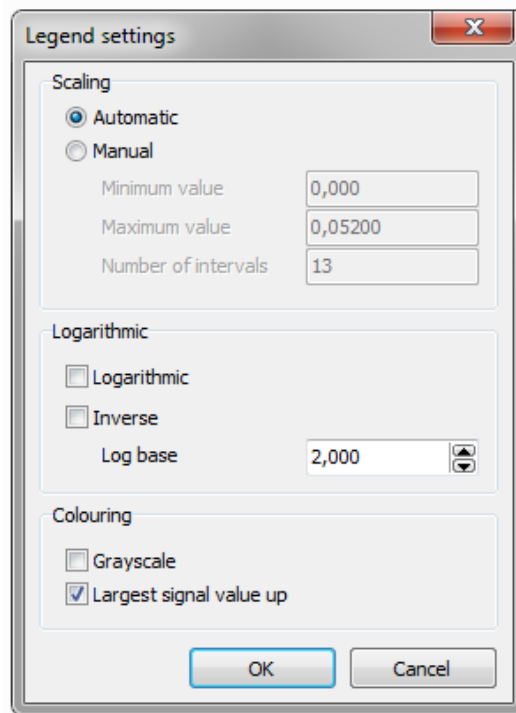 Legend settings
Scaling
Automatic
Manual
Minimum value 0,000
Maximum value 0,05200
Number of intervals 13
Logarithmic
Logarithmic
Inverse
Log base 2,000
Colouring
Grayscale
Largest signal value up
OK Cancel